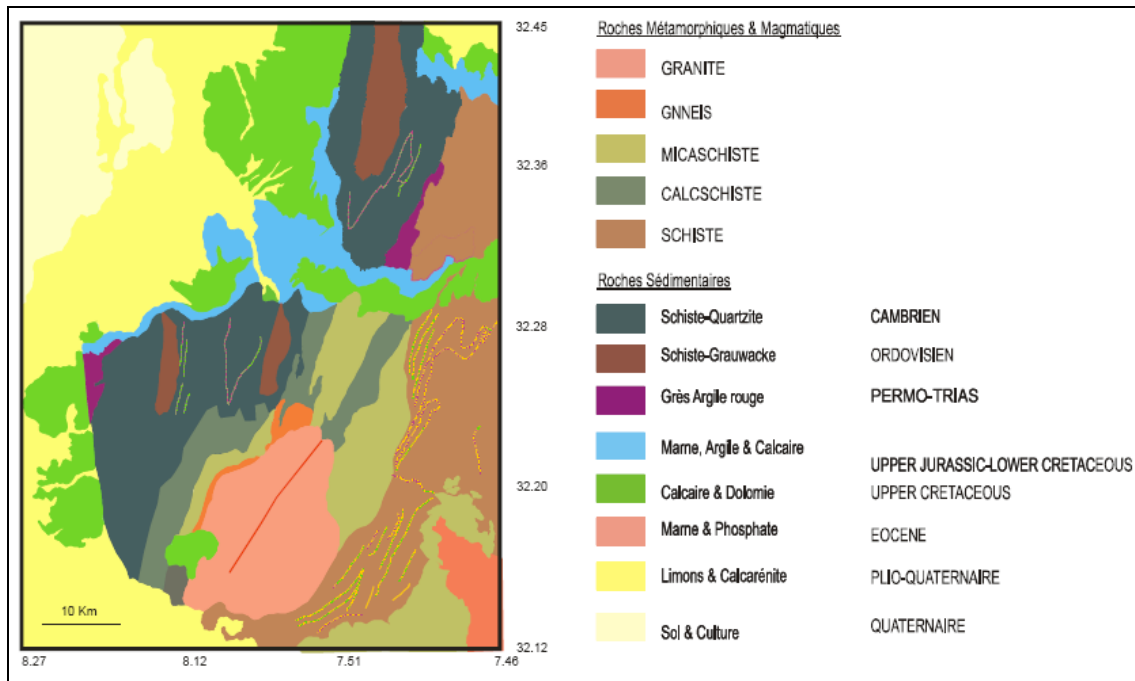 32.45
32.36
32.28
32.20
32.12
10 Km
8.27 8.12 7.51 7.46
Roches Métamorphiques & Magmatiques
GRANITE
GNNEIS
MICASCHISTE
CALCSCHISTE
SCHISTE
Roches Sédimentaires
Schiste-Quartzite CAMBRIEN
Schiste-Grauwacke ORDOVISIEN
Grès Argile rouge PERMO-TRIAS
Marne, Argile & Calcaire UPPER JURASSIC-LOWER CRETACEOUS
Calcaire & Dolomie UPPER CRETACEOUS
Marne & Phosphate EOCENE
Limons & Calcarénite PLIO-QUATERNAIRE
Sol & Culture QUATERNAIRE